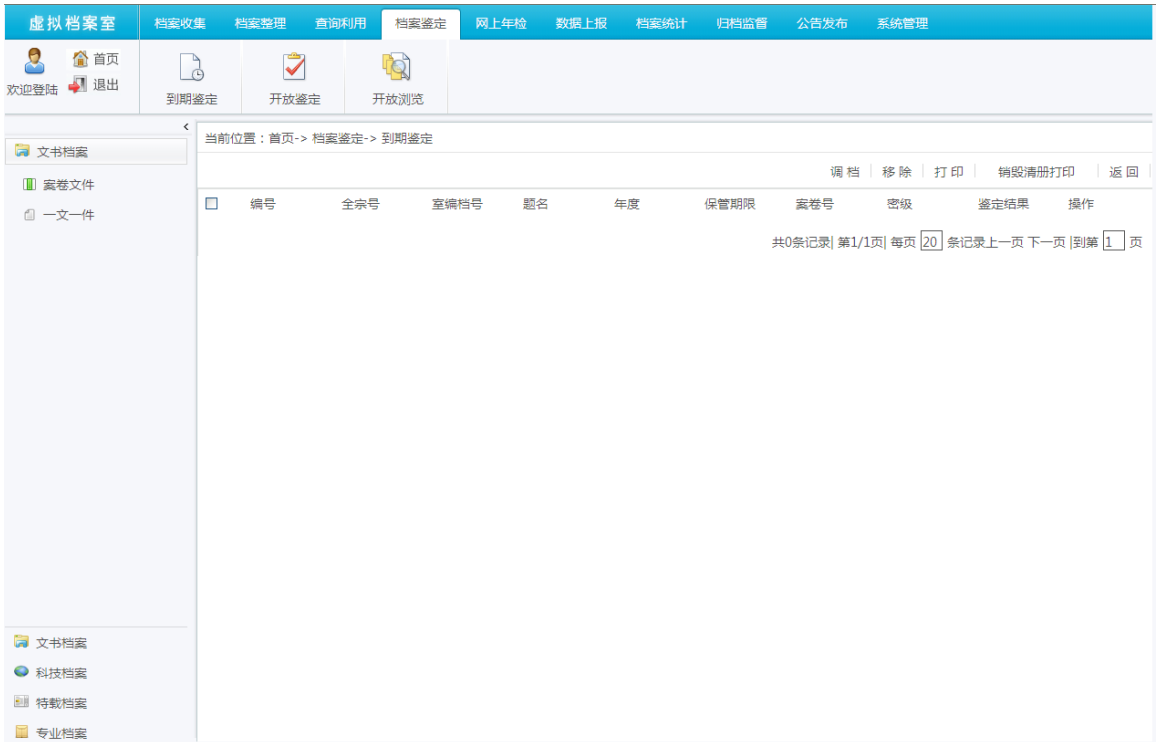 虚拟档案室 档案收集 档案整理 查询利用 档案鉴定 网上年检 数据上报 档案统计 归档监督 公告发布 系统管理
首页
欢迎登陆 退出
到期鉴定 开放鉴定 开放浏览
<
当前位置：首页-> 档案鉴定-> 到期鉴定
文书档案
案卷文件
一文一件
调 档 移 除 打 印 销毁清册打印 返 回
编号 全宗号 室编档号 题名 年度 保管期限 案卷号 密级 鉴定结果 操作
共0条记录| 第1/1页| 每页 20 条记录上一页 下一页 |到第 1 页
文书档案
科技档案
特载档案
专业档案